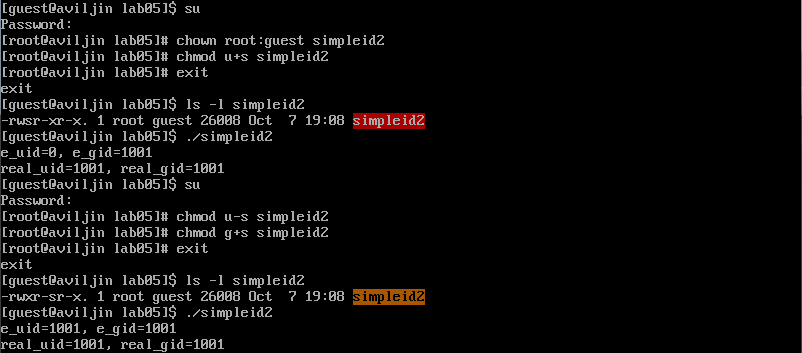 [guest@aviljin lab05]$ su
Password:
[root@aviljin lab05]# chown root:guest simpleid2
[root@aviljin lab05]# chmod u+s simpleid2
[root@aviljin lab05]# exit
exit
[guest@aviljin lab05]$ ls -l simpleid2
-rwsr-xr-x. 1 root guest 26008 Oct  7 19:08 simpleid2
[guest@aviljin lab05]$ ./simpleid2
e_uid=0, e_gid=1001
real_uid=1001, real_gid=1001
[guest@aviljin lab05]$ su
Password:
[root@aviljin lab05]# chmod u-s simpleid2
[root@aviljin lab05]# chmod g+s simpleid2
[root@aviljin lab05]# exit
exit
[guest@aviljin lab05]$ ls -l simpleid2
-rwxr-sr-x. 1 root guest 26008 Oct  7 19:08 simpleid2
[guest@aviljin lab05]$ ./simpleid2
e_uid=1001, e_gid=1001
real_uid=1001, real_gid=1001